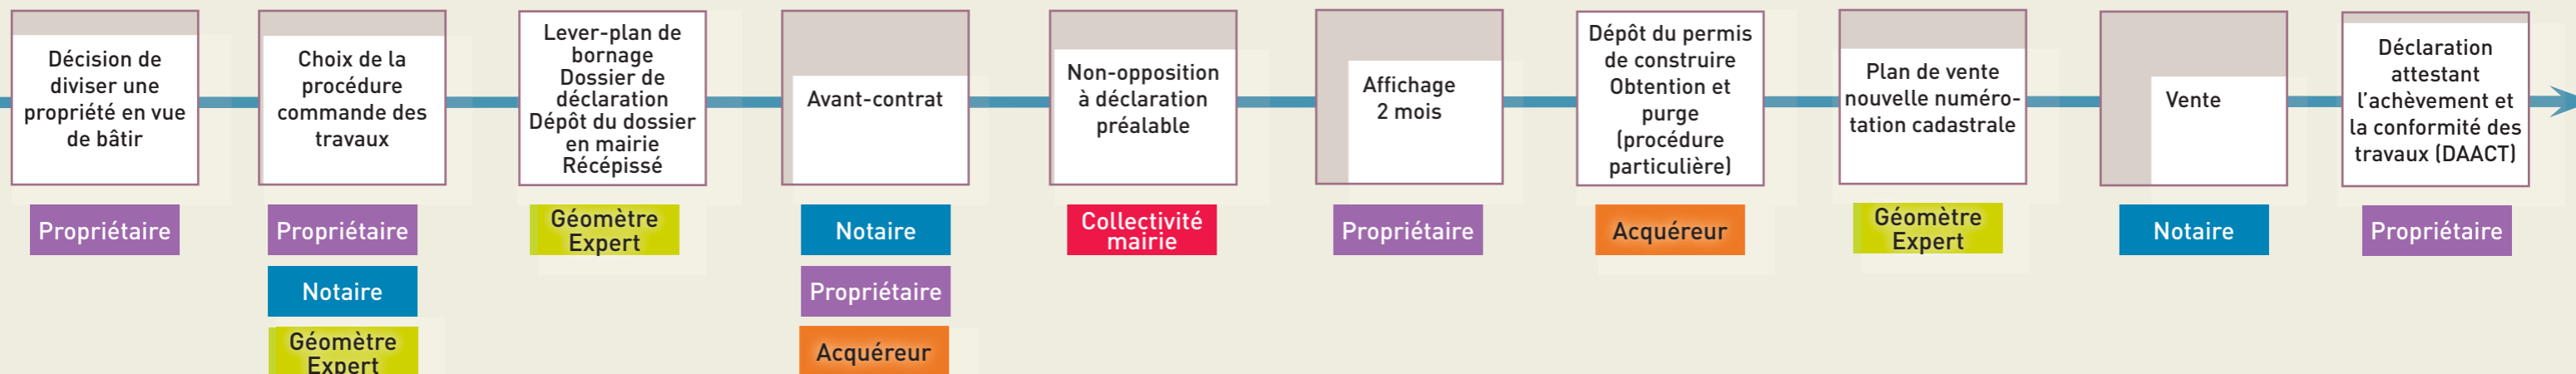 Décision de
diviser une
propriété en vue
de bâtir
Propriétaire
Choix de la
procédure
commande des
travaux
Propriétaire
Notaire
Géomètre
Expert
Lever-plan de
bornage
Dossier de
déclaration
Dépôt du dossier
en mairie
Récépissé
Géomètre
Expert
Avant-contrat
Notaire
Propriétaire
Acquéreur
Non-opposition
à déclaration
préalable
Collectivité
mairie
Affichage
2 mois
Propriétaire
Dépôt du permis
de construire
Obtention et
purge
(procédure
particulière)
Acquéreur
Plan de vente
nouvelle numéro-
tation cadastrale
Géomètre
Expert
Vente
Notaire
Déclaration
attestant
l’achèvement et
la conformité des
travaux (DAACT)
Propriétaire